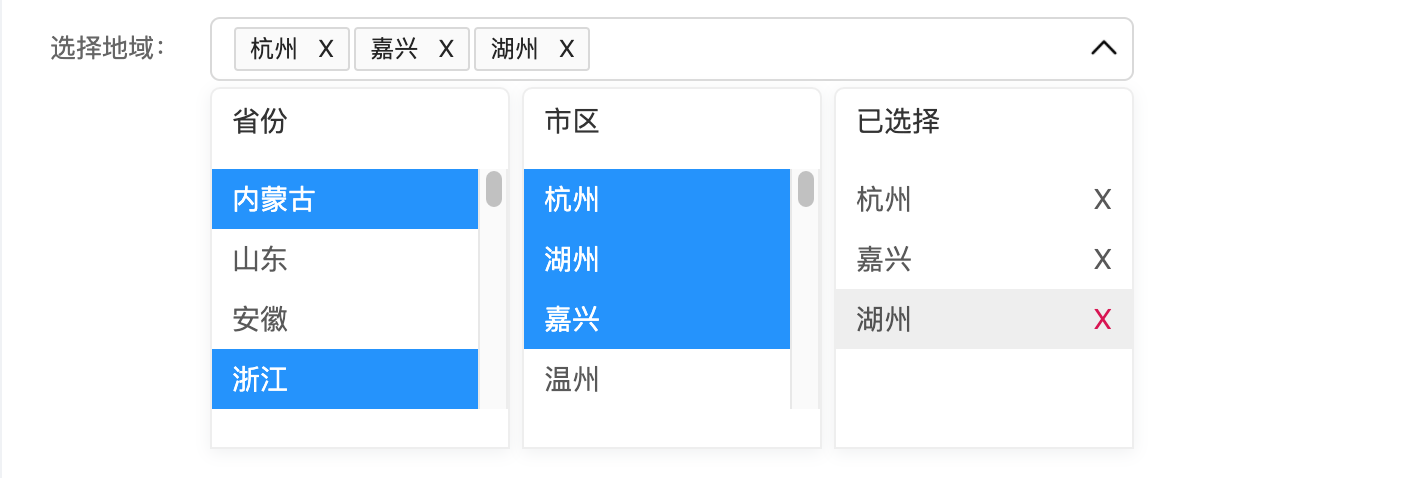 选择地域：
杭州 X 嘉兴 X 湖州 X
省份
内蒙古
山东
安徽
浙江
市区
杭州
湖州
嘉兴
温州
已选择
杭州 X
嘉兴 X
湖州 X